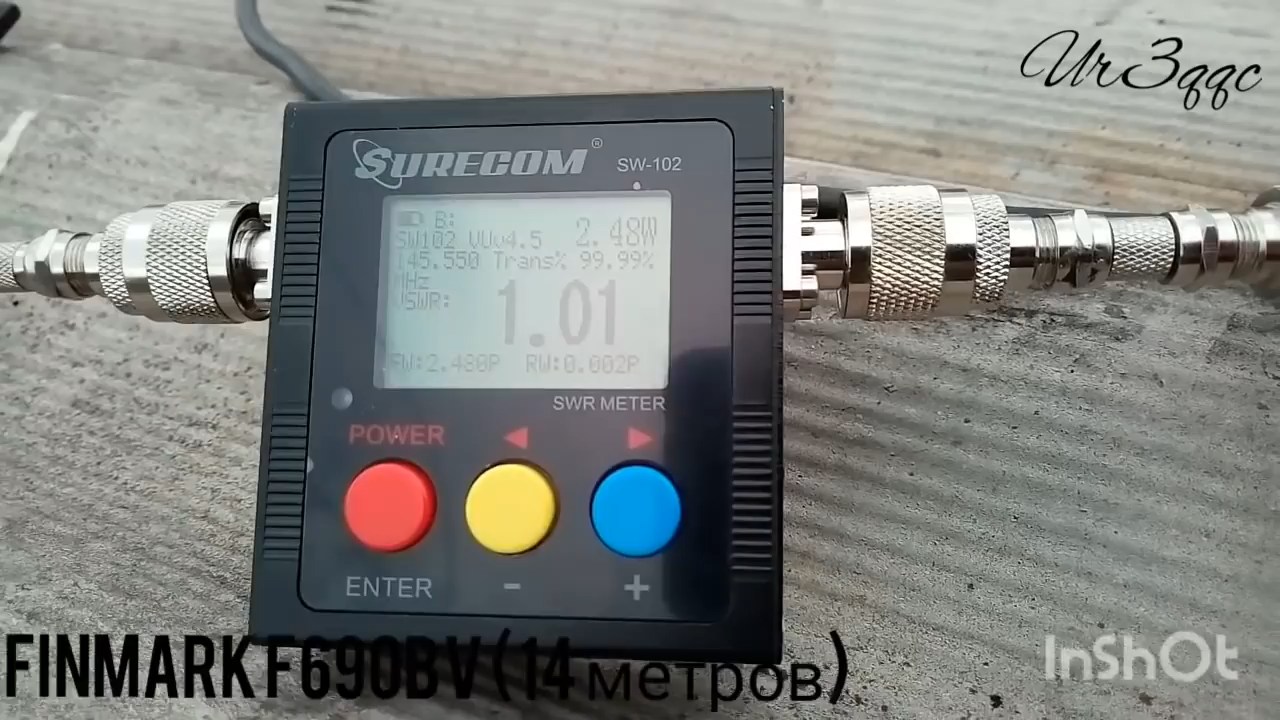 Ur3qqc
SURECOM®
SW-102
B:
SW102 VUv4.5 2.48W
145.550 Trans% 99.99%
MHz
VSWR: 1.01
FW:2.480P RW:0.002P
SWR METER
POWER
ENTER - +
FINMARK F690BV (14 метров)
InShOt